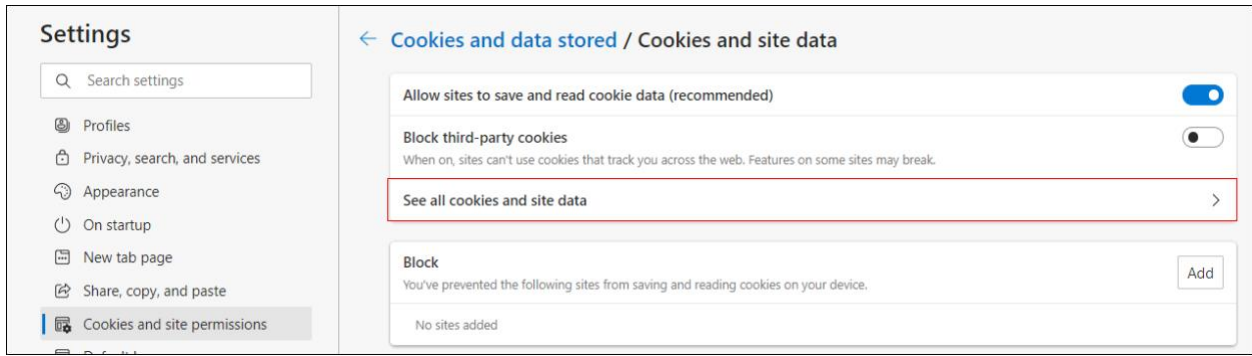 Settings
Search settings
Profiles
Privacy, search, and services
Appearance
On startup
New tab page
Share, copy, and paste
Cookies and site permissions
Cookies and data stored / Cookies and site data
Allow sites to save and read cookie data (recommended)
Block third-party cookies
When on, sites can't use cookies that track you across the web. Features on some sites may break.
See all cookies and site data
Block
Add
You've prevented the following sites from saving and reading cookies on your device.
No sites added